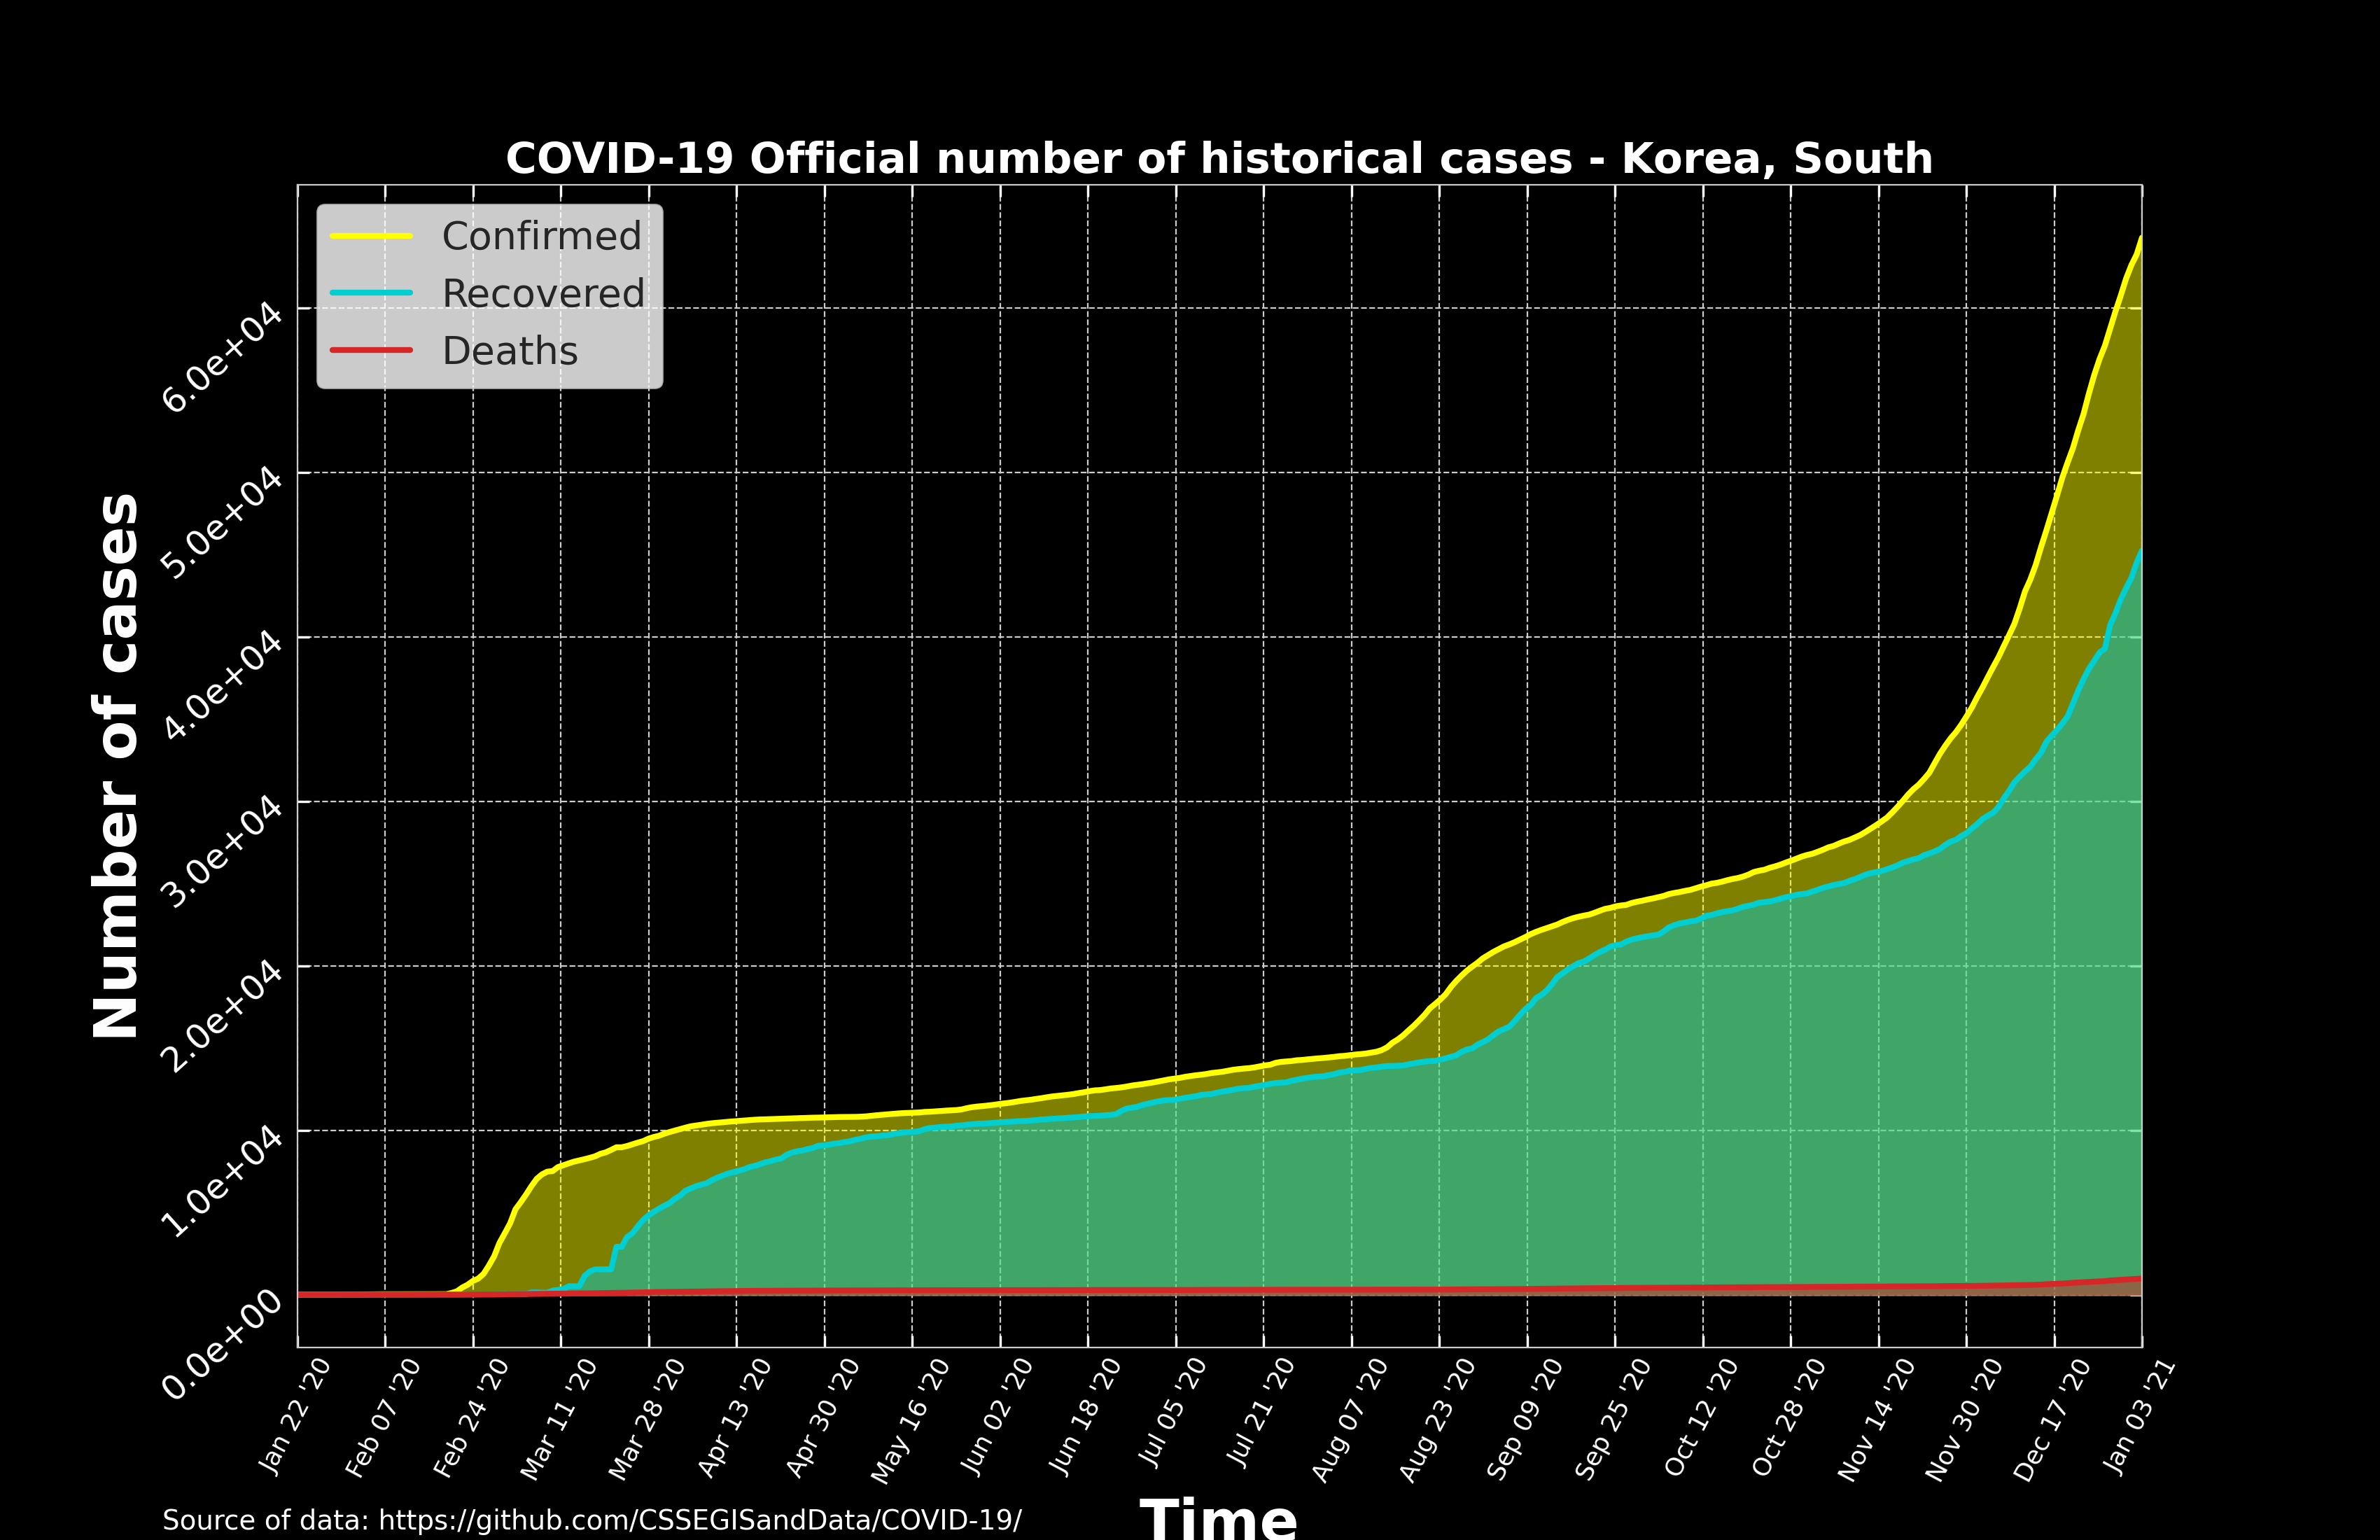 COVID-19 Official number of historical cases - Korea, South
Confirmed
Recovered
Deaths
Number of cases
6.0e+04
5.0e+04
4.0e+04
3.0e+04
2.0e+04
1.0e+04
0.0e+00
Jan 22 '20
Feb 07 '20
Feb 24 '20
Mar 11 '20
Mar 28 '20
Apr 13 '20
Apr 30 '20
May 16 '20
Jun 02 '20
Jun 18 '20
Jul 05 '20
Jul 21 '20
Aug 07 '20
Aug 23 '20
Sep 09 '20
Sep 25 '20
Oct 12 '20
Oct 28 '20
Nov 14 '20
Nov 30 '20
Dec 17 '20
Jan 03 '21
Time
Source of data: https://github.com/CSSEGISandData/COVID-19/